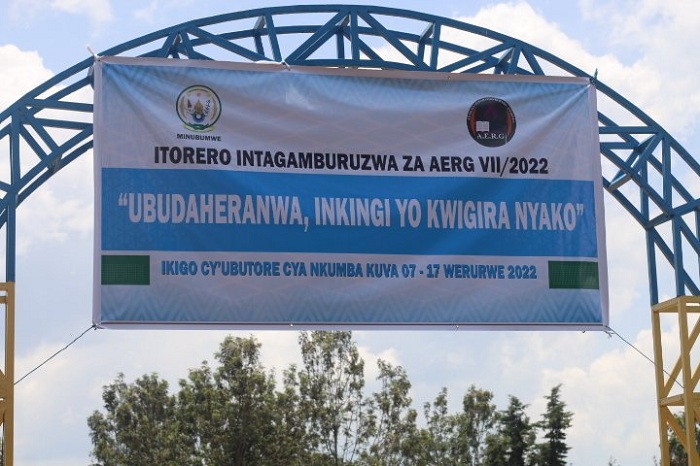 MINUBUMWE
A.E.R.G
ITORERO INTAGAMBURUZWA ZA AERG VII/2022
“UBUDAHERANWA, INKINGI YO KWIGIRA NYAKO”
IKIGO CY'UBUTORE CYA NKUMBA KUVA 07 - 17 WERURWE 2022